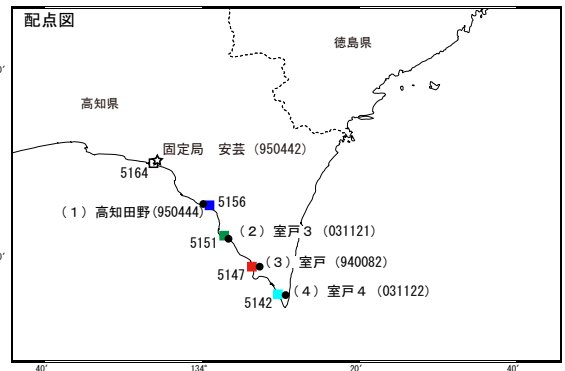 配点図
徳島県
高知県
固定局 安芸 (950442)
5164
(1) 高知田野(950444)
5156
(2) 室戸3 (031121)
5151
(3) 室戸 (940082)
5147
(4) 室戸4 (031122)
5142
0′
0′
40′
134°
20′
40′